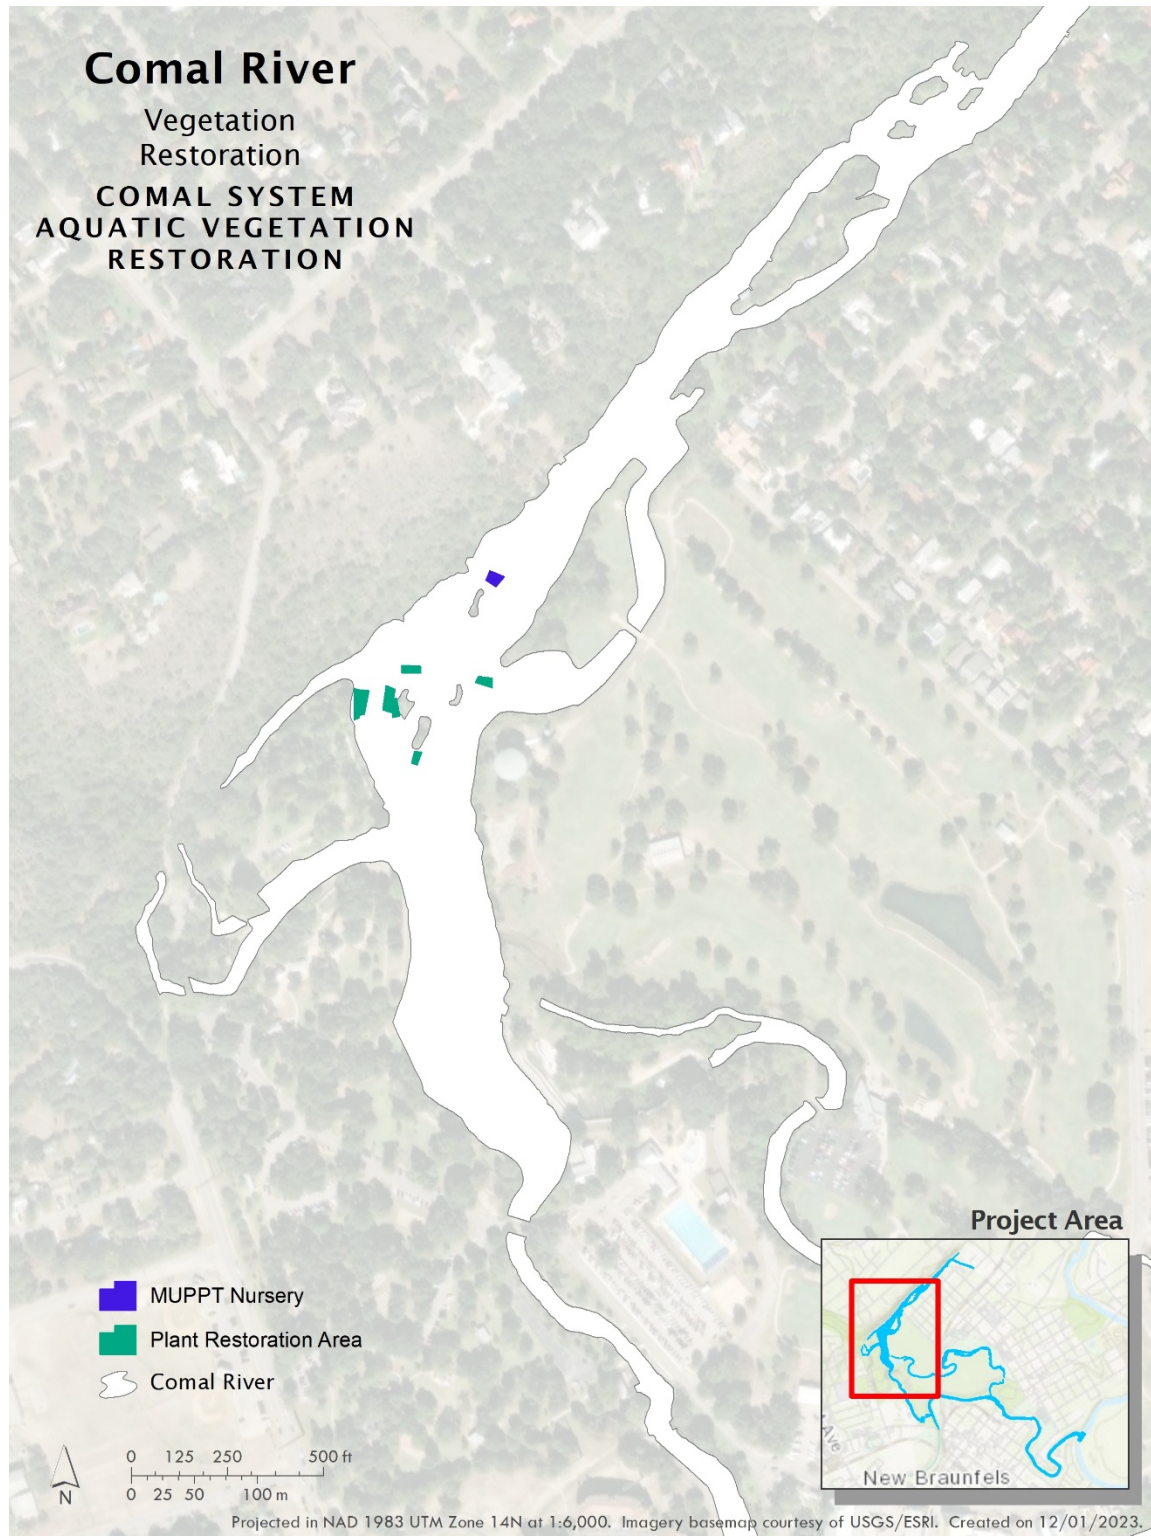 Comal River
Vegetation
Restoration
COMAL SYSTEM
AQUATIC VEGETATION
RESTORATION
Project Area
MUPPT Nursery
Plant Restoration Area
Comal River
0 125 250 500 ft
0 25 50 100 m
N
Ave
New Braunfels
Projected in NAD 1983 UTM Zone 14N at 1:6,000. Imagery basemap courtesy of USGS/ESRI. Created on 12/01/2023.